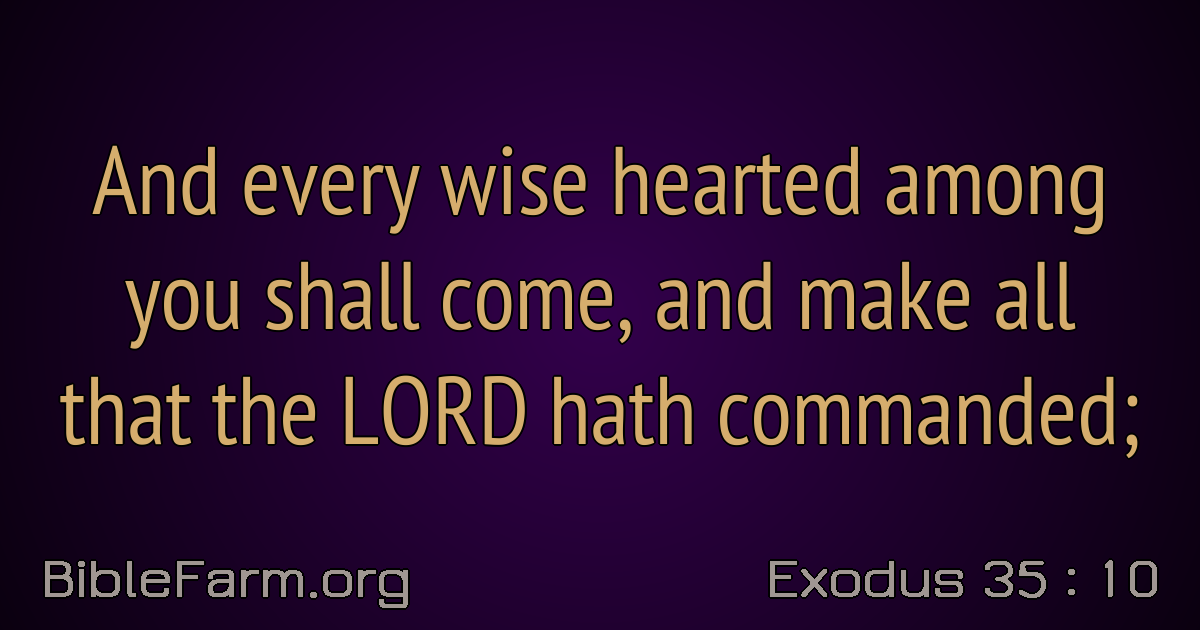 And every wise hearted among
you shall come, and make all
that the LORD hath commanded;
BibleFarm.org
Exodus 35 : 10